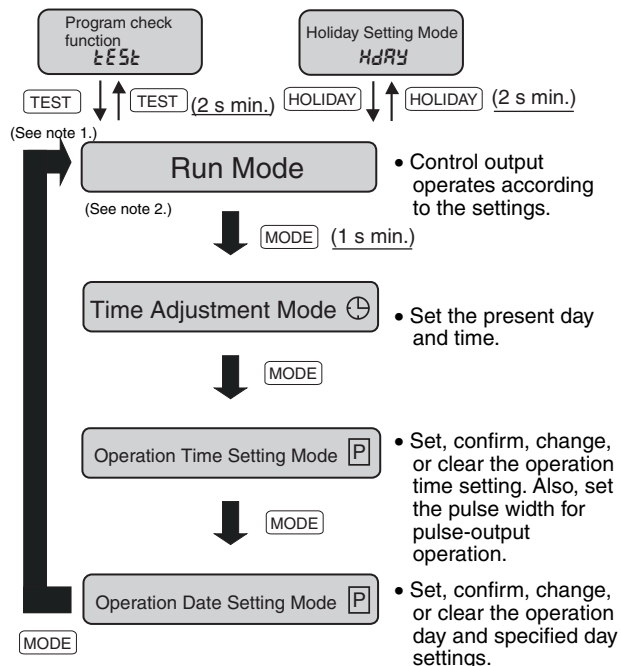 Program check
function
tESt
Holiday Setting Mode
HdAY
TEST
TEST
(2 s min.)
HOLIDAY
HOLIDAY
(2 s min.)
(See note 1.)
Run Mode
• Control output
operates according
to the settings.
(See note 2.)
MODE
(1 s min.)
Time Adjustment Mode
• Set the present day
and time.
MODE
Operation Time Setting Mode P
• Set, confirm, change,
or clear the operation
time setting. Also, set
the pulse width for
pulse-output
operation.
MODE
Operation Date Setting Mode P
• Set, confirm, change,
or clear the operation
day and specified day
settings.
MODE